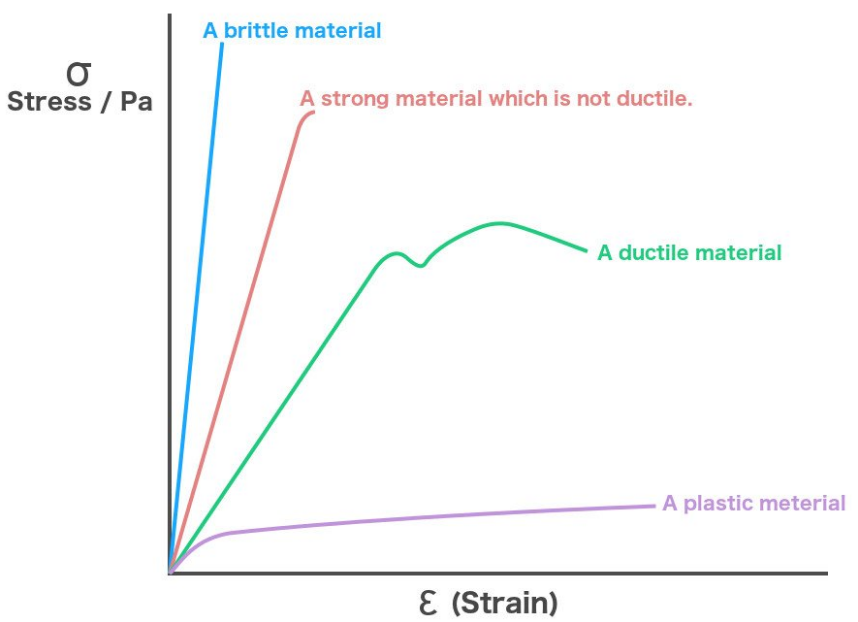 A brittle material
σ
Stress / Pa
A strong material which is not ductile.
A ductile material
A plastic meterial
ε (Strain)